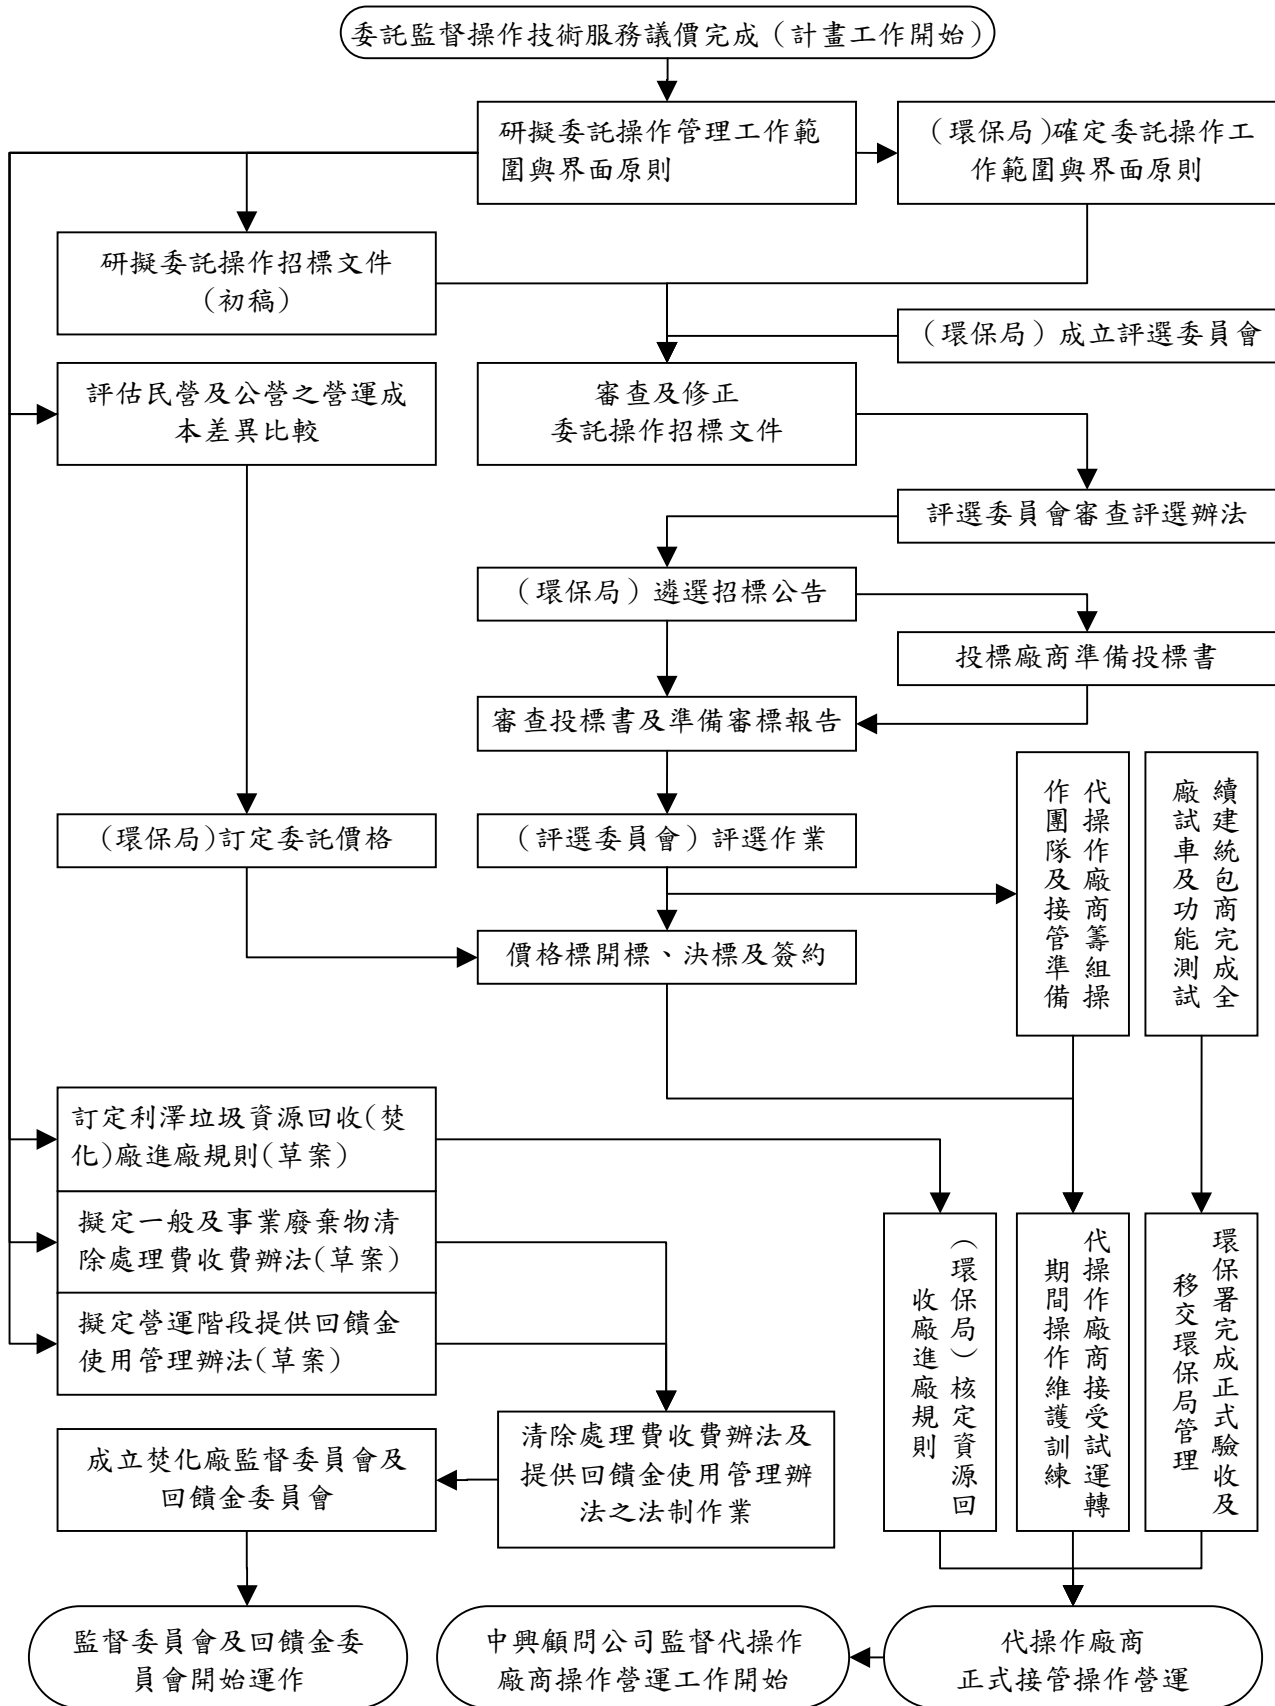 委託監督操作技術服務議價完成（計畫工作開始）
研擬委託操作管理工作範
圍與界面原則
（環保局）確定委託操作工
作範圍與界面原則
研擬委託操作招標文件
（初稿）
（環保局）成立評選委員會
評估民營及公營之營運成
本差異比較
審查及修正
委託操作招標文件
評選委員會審查評選辦法
（環保局）遴選招標公告
投標廠商準備投標書
審查投標書及準備審標報告
（環保局）訂定委託價格
（評選委員會）評選作業
代操作廠商籌組操
作團隊及接管準備
續建統包商完成全
廠試車及功能測試
價格標開標、決標及簽約
訂定利澤垃圾資源回收(焚
化)廠進廠規則(草案)
擬定一般及事業廢棄物清
除處理費收費辦法(草案)
擬定營運階段提供回饋金
使用管理辦法(草案)
（環保局）核定資源回
收廠進廠規則
代操作廠商接受試運轉
期間操作維護訓練
環保署完成正式驗收及
移交環保局管理
成立焚化廠監督委員會及
回饋金委員會
清除處理費收費辦法及
提供回饋金使用管理辦
法之法制作業
監督委員會及回饋金委
員會開始運作
中興顧問公司監督代操作
廠商操作營運工作開始
代操作廠商
正式接管操作營運